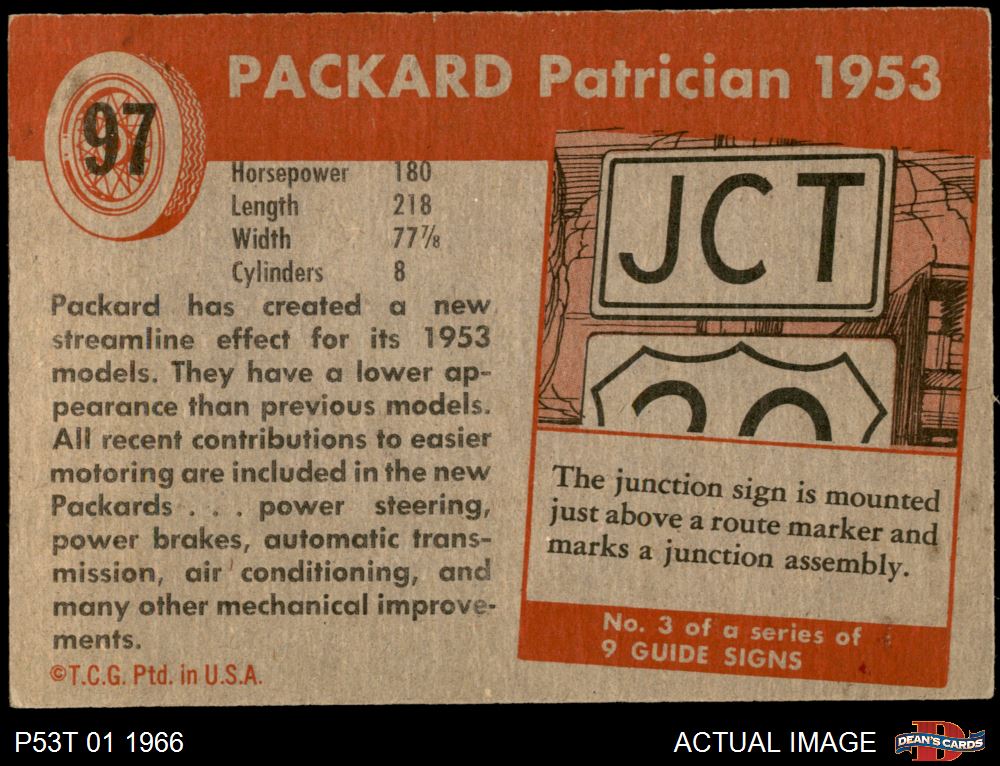 97
PACKARD Patrician 1953
Horsepower 180
Length 218
Width 77⅞
Cylinders 8
Packard has created a new
streamline effect for its 1953
models. They have a lower ap-
pearance than previous models.
All recent contributions to easier
motoring are included in the new
Packards . . . power steering,
power brakes, automatic trans-
mission, air conditioning, and
many other mechanical improve-
ments.
©T.C.G. Ptd. in U.S.A.
JCT
The junction sign is mounted
just above a route marker and
marks a junction assembly.
No. 3 of a series of
9 GUIDE SIGNS
P53T 01 1966
ACTUAL IMAGE
DEAN'S CARDS